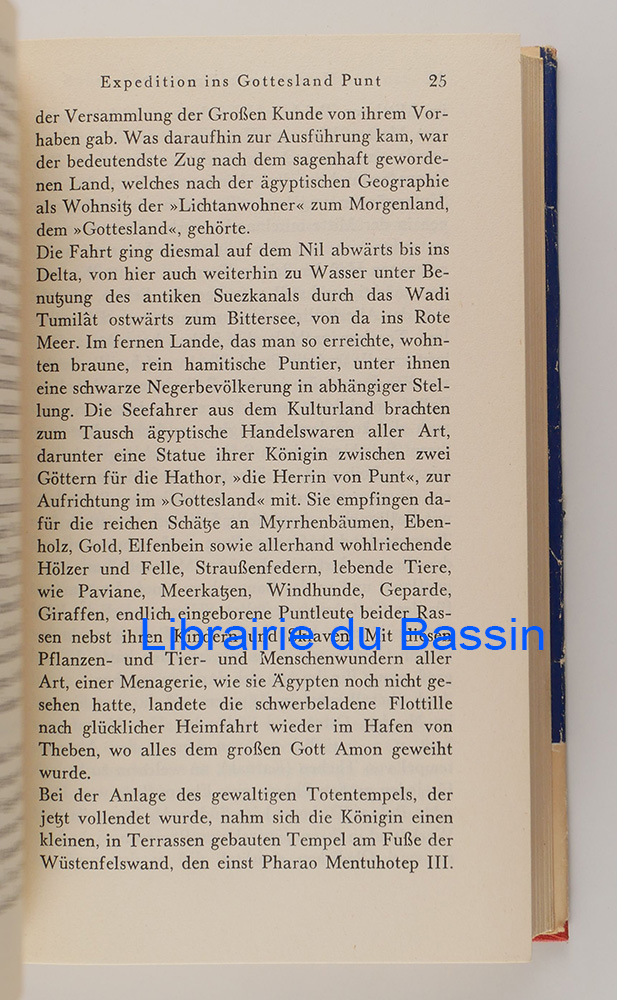 Expedition ins Gottesland Punt 25
der Versammlung der Großen Kunde von ihrem Vor-
haben gab. Was daraufhin zur Ausführung kam, war
der bedeutendste Zug nach dem sagenhaft geworde-
nen Land, welches nach der ägyptischen Geographie
als Wohnsitz der »Lichtanwohner« zum Morgenland,
dem »Gottesland«, gehörte.
Die Fahrt ging diesmal auf dem Nil abwärts bis ins
Delta, von hier auch weiterhin zu Wasser unter Be-
nutzung des antiken Suezkanals durch das Wadi
Tumilât ostwärts zum Bittersee, von da ins Rote
Meer. Im fernen Lande, das man so erreichte, wohn-
ten braune, rein hamitische Puntier, unter ihnen
eine schwarze Negerbevölkerung in abhängiger Stel-
lung. Die Seefahrer aus dem Kulturland brachten
zum Tausch ägyptische Handelswaren aller Art,
darunter eine Statue ihrer Königin zwischen zwei
Göttern für die Hathor, »die Herrin von Punt«, zur
Aufrichtung im »Gottesland« mit. Sie empfingen da-
für die reichen Schätze an Myrrhenbäumen, Eben-
holz, Gold, Elfenbein sowie allerhand wohlriechende
Hölzer und Felle, Straußenfedern, lebende Tiere,
wie Paviane, Meerkatzen, Windhunde, Geparde,
Giraffen, endlich eingeborene Puntleute beider Ras-
sen nebst ihren Kindern und Sklaven. Mit diesen
Librairie du Bassin
Pflanzen- und Tier- und Menschenwundern aller
Art, einer Menagerie, wie sie Ägypten noch nicht ge-
sehen hatte, landete die schwerbeladene Flottille
nach glücklicher Heimfahrt wieder im Hafen von
Theben, wo alles dem großen Gott Amon geweiht
wurde.
Bei der Anlage des gewaltigen Totentempels, der
jetzt vollendet wurde, nahm sich die Königin einen
kleinen, in Terrassen gebauten Tempel am Fuße der
Wüstenfelswand, den einst Pharao Mentuhotep III.